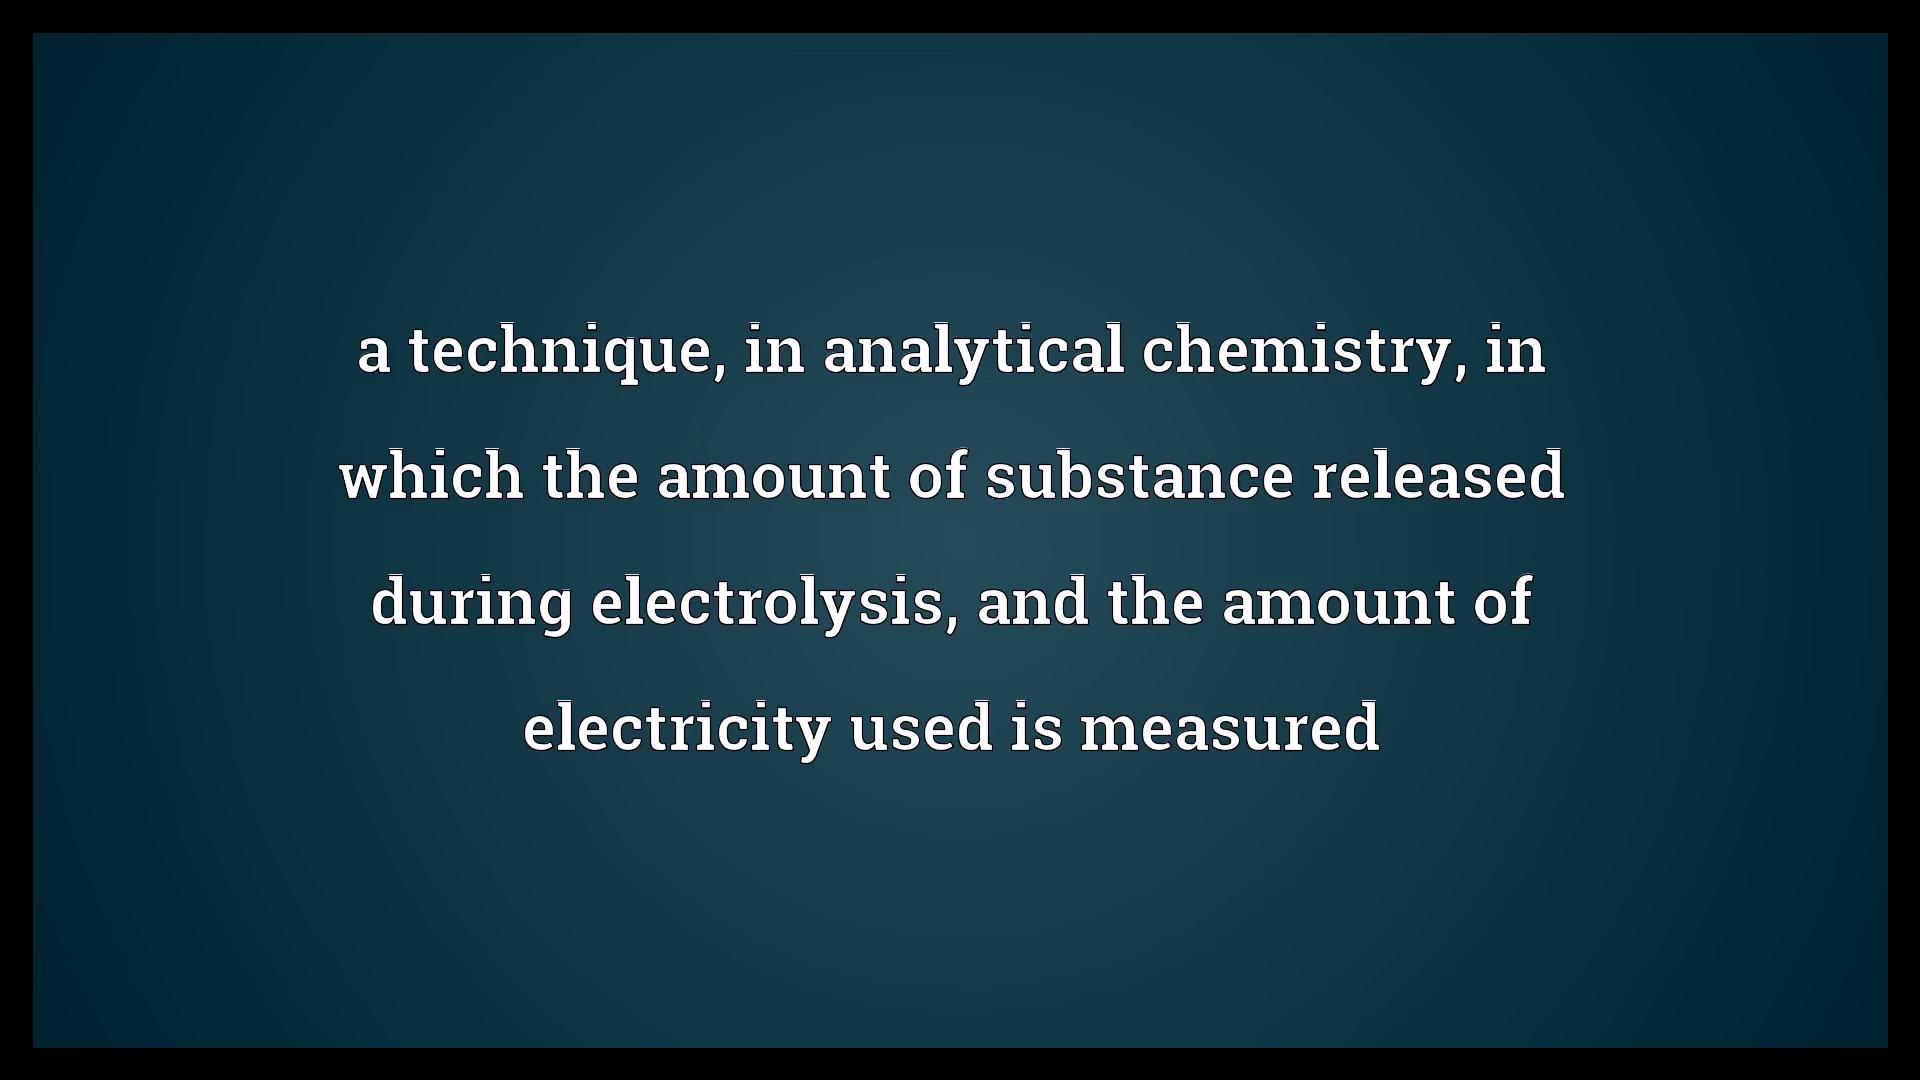 a technique, in analytical chemistry, in
which the amount of substance released
during electrolysis, and the amount of
electricity used is measured